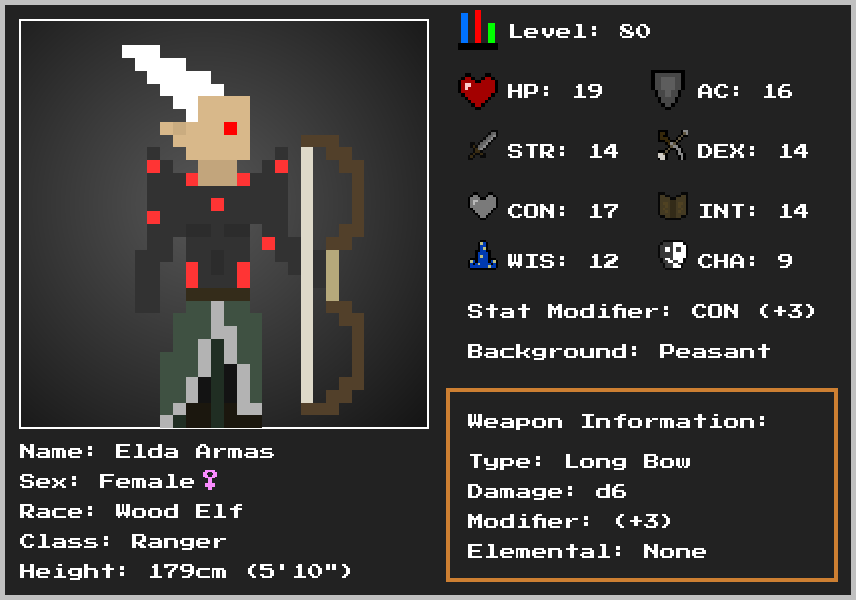 Level: 80
HP: 19
AC: 16
STR: 14
DEX: 14
CON: 17
INT: 14
WIS: 12
CHA: 9
Stat Modifier: CON (+3)
Background: Peasant
Weapon Information:
Type: Long Bow
Damage: d6
Modifier: (+3)
Elemental: None
Name: Elda Armas
Sex: Female♀
Race: Wood Elf
Class: Ranger
Height: 179cm (5'10")